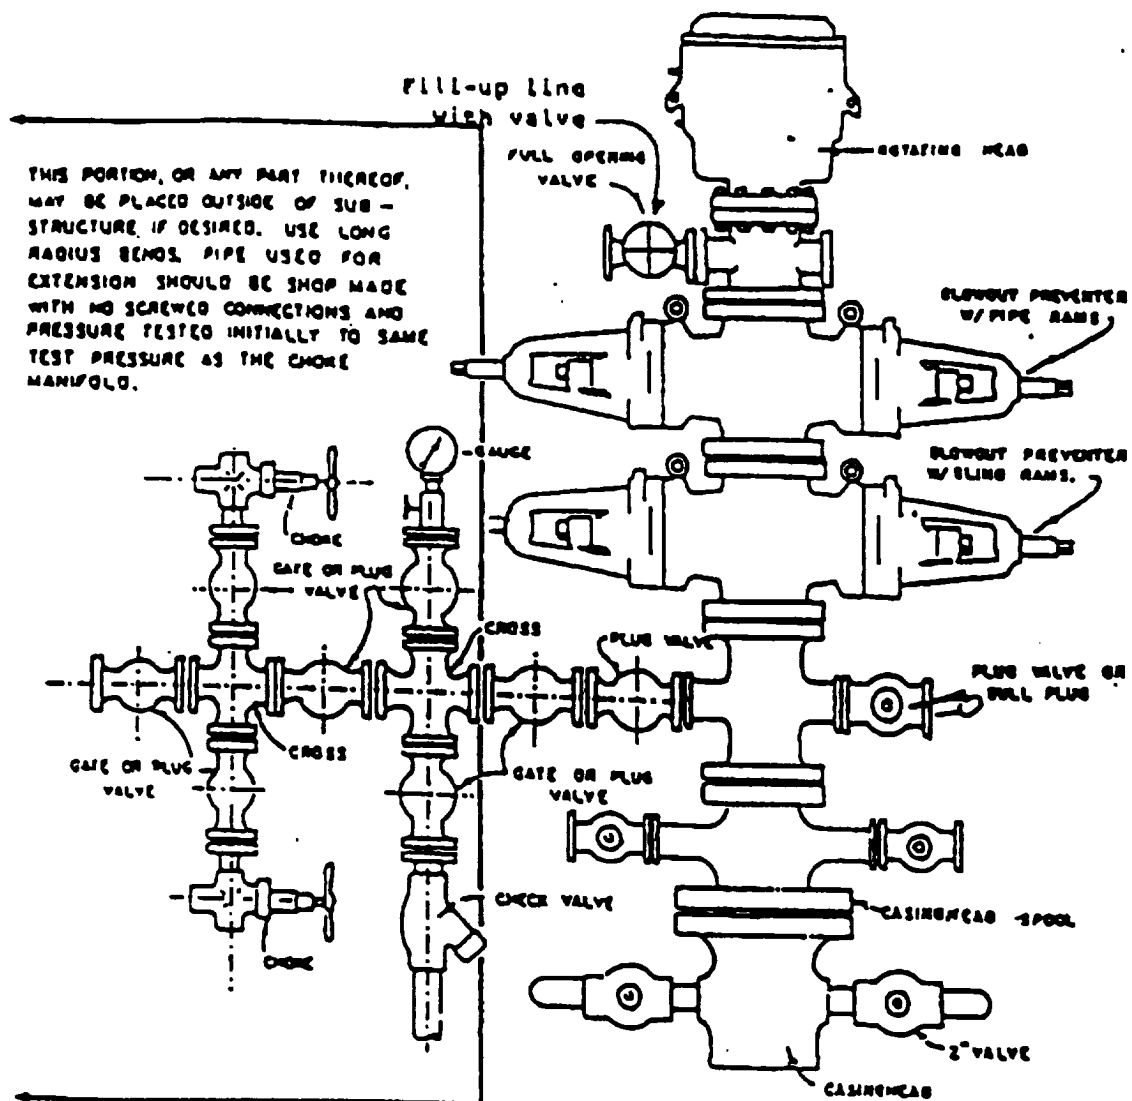 Fill-up line
with valve
FULL OPENING
VALVE
ROTATING HEAD
THIS PORTION, OR ANY PART THEREOF,
MAY BE PLACED OUTSIDE OF SUB-
STRUCTURE IF DESIRED. USE LONG
RADIUS BENDS. PIPE USED FOR
EXTENSION SHOULD BE SHOP MADE
WITH NO SCREWED CONNECTIONS AND
PRESSURE TESTED INITIALLY TO SAME
TEST PRESSURE AS THE CHOKE
MANIFOLD.
BLOWOUT PREVENTER
W/PIPE RAMS
GAUGE
BLOWOUT PREVENTER
W/BLIND RAMS.
CHOKE
GATE OR PLUG
VALVE
CROSS
PLUG VALVE
PLUG VALVE OR
BULL PLUG
CROSS
GATE OR PLUG
VALVE
GATE OR PLUG
VALVE
CHECK VALVE
CASINGHEAD SPOOL
CHOKE
2" VALVE
CASINGHEAD